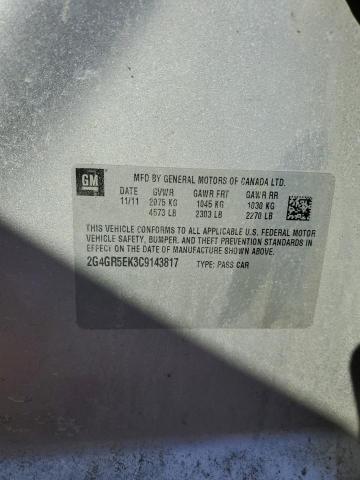 GM
MFD BY GENERAL MOTORS OF CANADA LTD.
DATE GVWR GAWR FRT GAWR RR
11/11 2075 KG 1045 KG 1030 KG
4573 LB 2303 LB 2270 LB
THIS VEHICLE CONFORMS TO ALL APPLICABLE U.S. FEDERAL MOTOR
VEHICLE SAFETY, BUMPER, AND THEFT PREVENTION STANDARDS
IN EFFECT ON THE DATE OF MANUFACTURE SHOWN ABOVE.
2G4GR5EK3C9143817 TYPE: PASS CAR